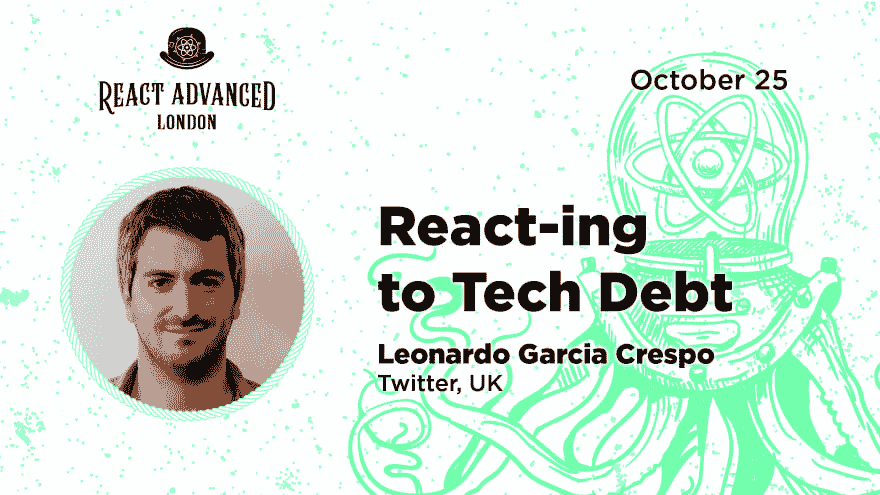 REACT ADVANCED
LONDON
October 25
React-ing
to Tech Debt
Leonardo Garcia Crespo
Twitter, UK